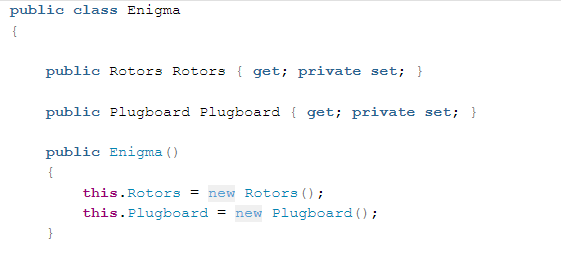 public class Enigma
{
public Rotors Rotors { get; private set; }
public Plugboard Plugboard { get; private set; }
public Enigma()
{
this.Rotors = new Rotors();
this.Plugboard = new Plugboard();
}